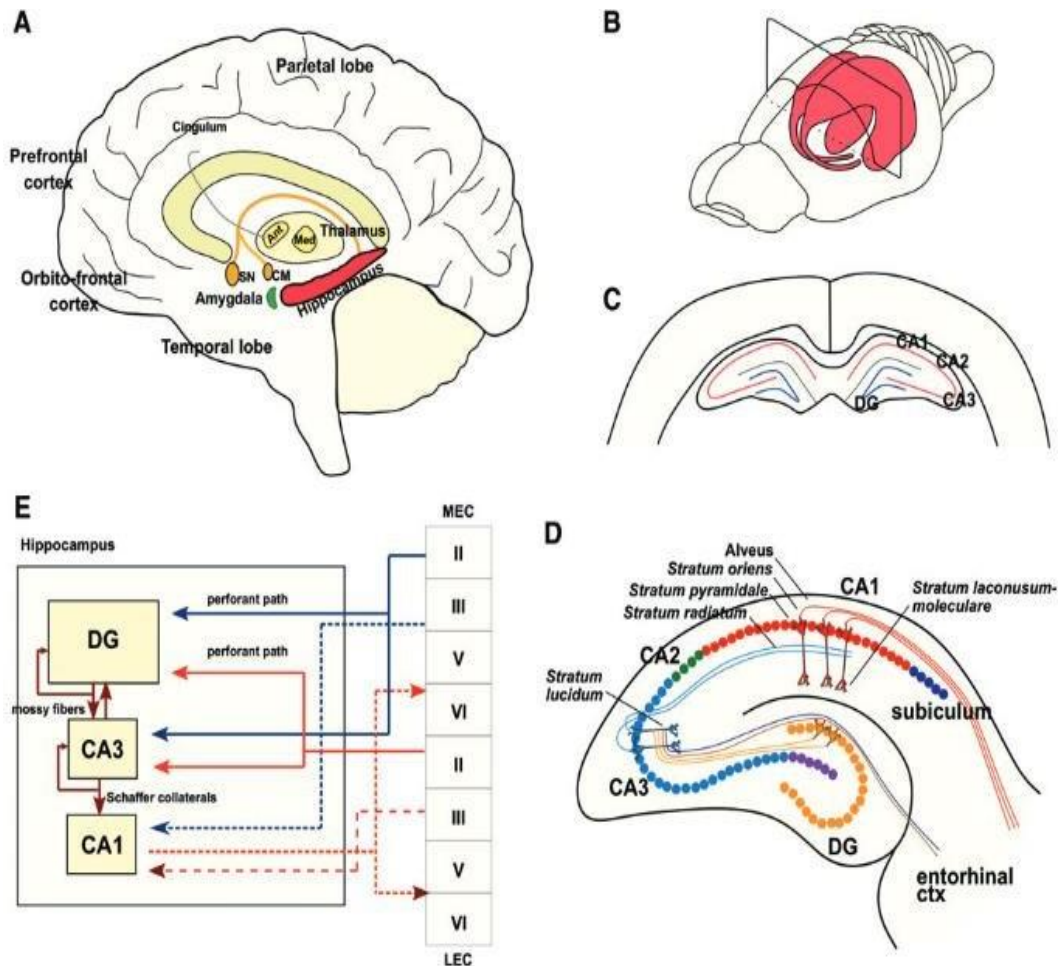 A
Parietal lobe
Cingulum
Prefrontal
cortex
Ant
Med
Thalamus
SN
CM
Orbito-frontal
cortex
Amygdala
Hippocampus
Temporal lobe
B
C
CA1
CA2
CA3
DG
E
Hippocampus
MEC
II
III
V
VI
II
III
V
VI
LEC
perforant path
perforant path
DG
mossy fibers
CA3
Schaffer collaterals
CA1
D
Alveus
Stratum oriens
Stratum pyramidale
Stratum radiatum
CA1
Stratum laconusum-
moleculare
CA2
Stratum
lucidum
subiculum
CA3
DG
entorhinal
ctx